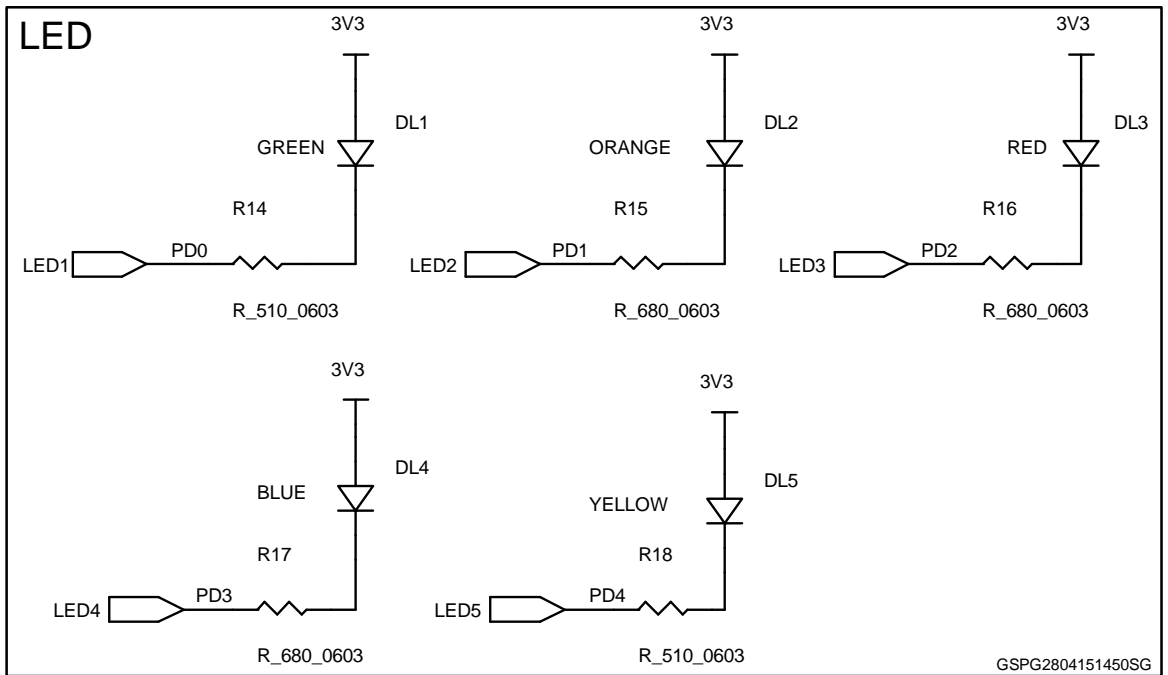 LED
3V3
GREEN
DL1
R14
LED1
PD0
R_510_0603
3V3
ORANGE
DL2
R15
LED2
PD1
R_680_0603
3V3
RED
DL3
R16
LED3
PD2
R_680_0603
3V3
BLUE
DL4
R17
LED4
PD3
R_680_0603
3V3
YELLOW
DL5
R18
LED5
PD4
R_510_0603
GSPG2804151450SG